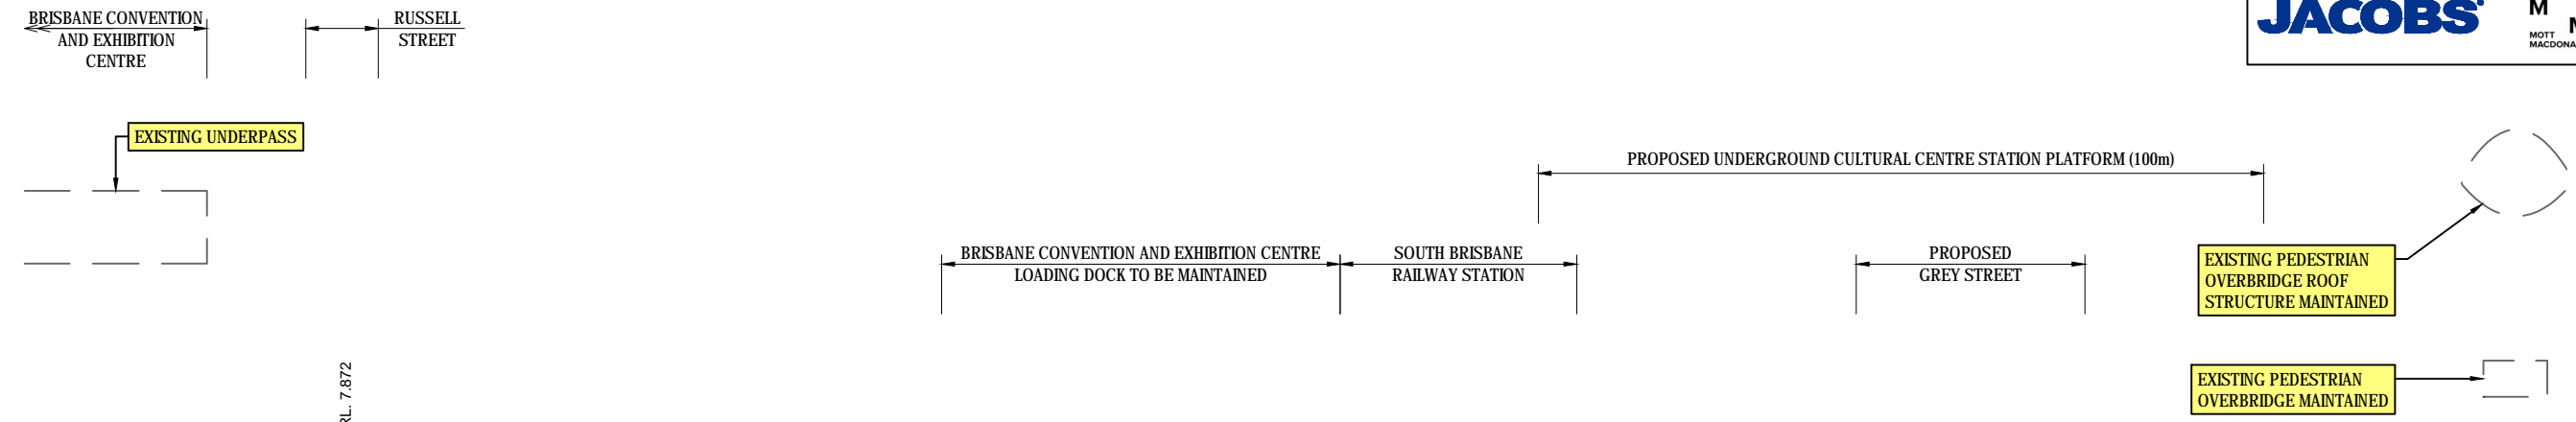 BRISBANE CONVENTION
AND EXHIBITION
CENTRE
RUSSELL
STREET
JACOBS
M
M
MOTT
MACDONA
EXISTING UNDERPASS
PROPOSED UNDERGROUND CULTURAL CENTRE STATION PLATFORM (100m)
BRISBANE CONVENTION AND EXHIBITION CENTRE
LOADING DOCK TO BE MAINTAINED
SOUTH BRISBANE
RAILWAY STATION
PROPOSED
GREY STREET
EXISTING PEDESTRIAN
OVERBRIDGE ROOF
STRUCTURE MAINTAINED
RL. 7.872
EXISTING PEDESTRIAN
OVERBRIDGE MAINTAINED